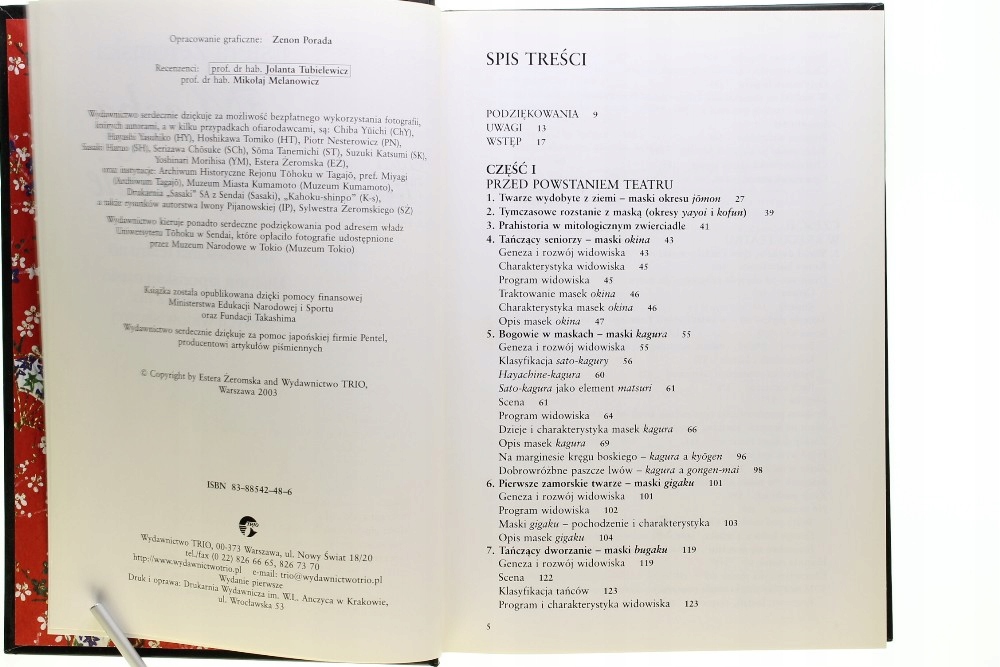 Opracowanie graficzne: Zenon Porada
Recenzenci: prof. dr hab. Jolanta Tubielewicz
prof. dr hab. Mikołaj Melanowicz
Wydawnictwo serdecznie dziękuje za możliwość bezpłatnego wykorzystania fotografii,
których autorami, a w kilku przypadkach ofiarodawcami, są: Chiba Yūichi (ChY),
Hayashi Yasuhiko (HY), Hoshikawa Tomiko (HT), Piotr Nesterowicz (PN),
Sasaki Haruo (SH), Serizawa Chōsuke (SCh), Sōma Tanemichi (ST), Suzuki Katsumi (SK),
Yoshinari Morihisa (YM), Estera Żeromska (EŻ),
oraz instytucje: Archiwum Historyczne Rejonu Tōhoku w Tagajō, pref. Miyagi
(Archiwum Tagajō), Muzeum Miasta Kumamoto (Muzeum Kumamoto),
Drukarnia „Sasaki” SA z Sendai (Sasaki), „Kahoku-shinpo” (K-s),
a także rysunków autorstwa Iwony Pijanowskiej (IP), Sylwestra Żeromskiego (SŻ)
Wydawnictwo kieruje ponadto serdeczne podziękowania pod adresem władz
Uniwersytetu Tōhoku w Sendai, które opłaciło fotografie udostępnione
przez Muzeum Narodowe w Tokio (Muzeum Tokio)
Książka została opublikowana dzięki pomocy finansowej
Ministerstwa Edukacji Narodowej i Sportu
oraz Fundacji Takashima
Wydawnictwo serdecznie dziękuje za pomoc japońskiej firmie Pentel,
producentowi artykułów piśmiennych
© Copyright by Estera Żeromska and Wydawnictwo TRIO,
Warszawa 2003
ISBN 83-88542-48-6
TRIO
Wydawnictwo TRIO, 00-373 Warszawa, ul. Nowy Świat 18/20
tel./fax (0 22) 826 66 65, 826 73 70
http://www.wydawnictwotrio.pl e-mail: trio@wydawnictwotrio.pl
Wydanie pierwsze
Druk i oprawa: Drukarnia Wydawnicza im. W.L. Anczyca w Krakowie,
ul. Wrocławska 53
SPIS TREŚCI
PODZIĘKOWANIA 9
UWAGI 13
WSTĘP 17
CZĘŚĆ I
PRZED POWSTANIEM TEATRU
1. Twarze wydobyte z ziemi – maski okresu jōmon 27
2. Tymczasowe rozstanie z maską (okresy yayoi i kofun) 39
3. Prahistoria w mitologicznym zwierciadle 41
4. Tańczący seniorzy – maski okina 43
Geneza i rozwój widowiska 43
Charakterystyka widowiska 45
Program widowiska 45
Traktowanie masek okina 46
Charakterystyka masek okina 46
Opis masek okina 47
5. Bogowie w maskach – maski kagura 55
Geneza i rozwój widowiska 55
Klasyfikacja sato-kagury 56
Hayachine-kagura 60
Sato-kagura jako element matsuri 61
Scena 61
Program widowiska 64
Dzieje i charakterystyka masek kagura 66
Opis masek kagura 69
Na marginesie kręgu boskiego – kagura a kyōgen 96
Dobrowróżbne paszcze lwów – kagura a gongen-mai 98
6. Pierwsze zamorskie twarze – maski gigaku 101
Geneza i rozwój widowiska 101
Program widowiska 102
Maski gigaku – pochodzenie i charakterystyka 103
Opis masek gigaku 104
7. Tańczący dworzanie – maski bugaku 119
Geneza i rozwój widowiska 119
Scena 122
Klasyfikacja tańców 123
Program i charakterystyka widowiska 123
5